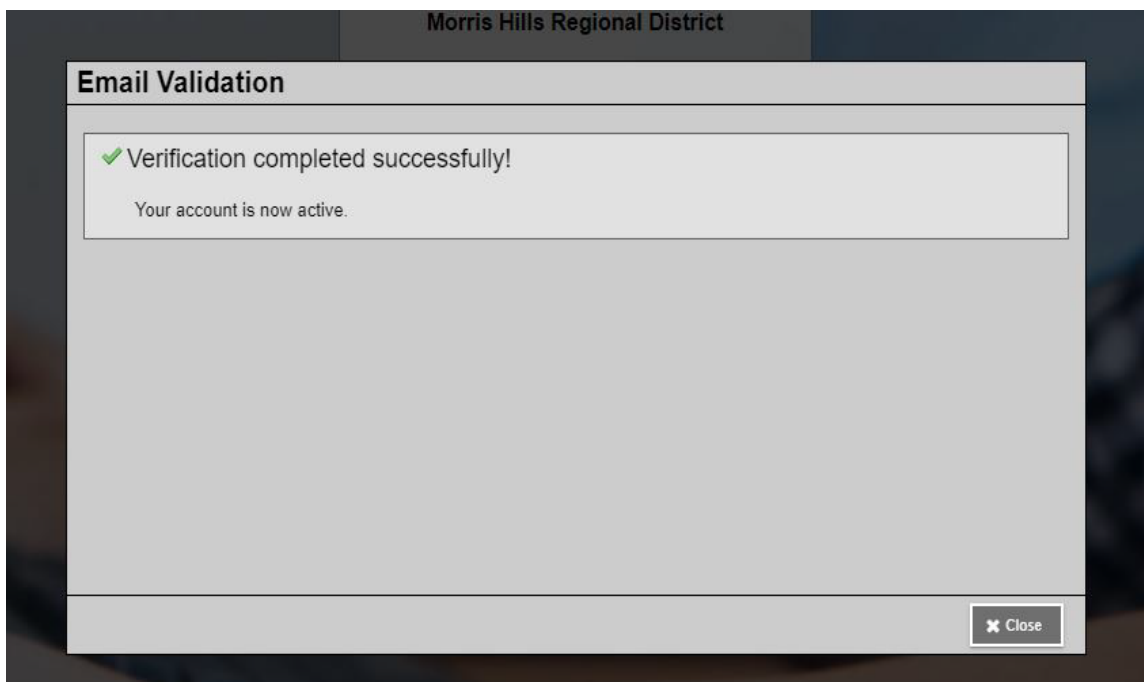 Morris Hills Regional District
Email Validation
Verification completed successfully!
Your account is now active.
Close